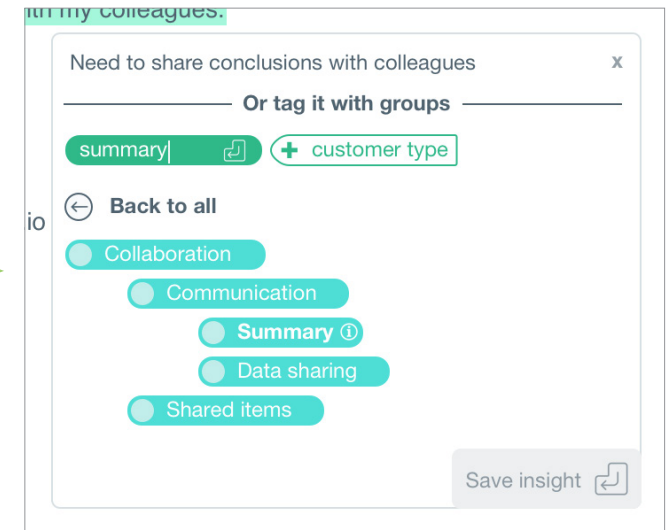 ith my colleagues.
Need to share conclusions with colleagues x
Or tag it with groups
summary + customer type
Back to all
io
Collaboration
Communication
Summary i
Data sharing
Shared items
Save insight